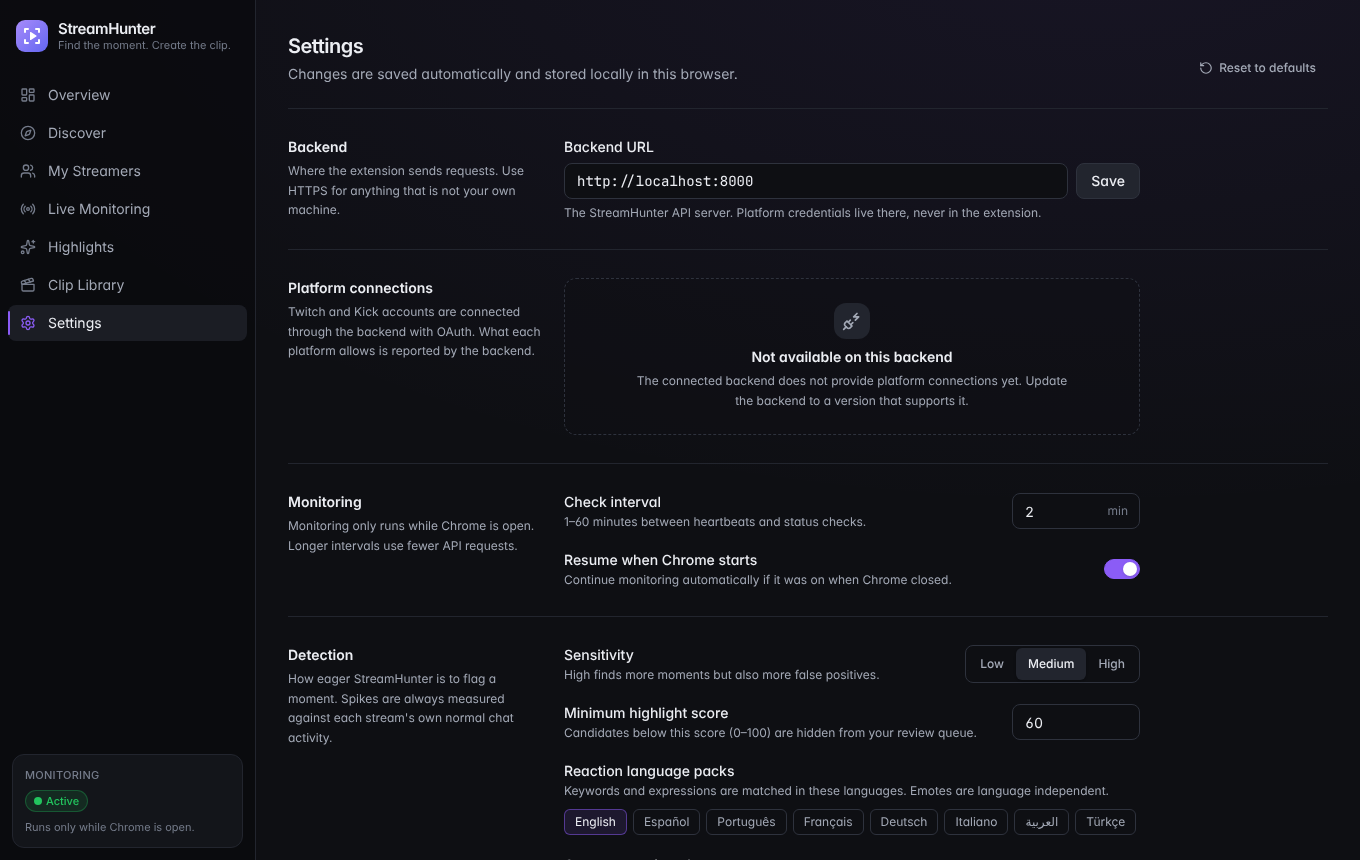 StreamHunter
Find the moment. Create the clip.
Overview
Discover
My Streamers
Live Monitoring
Highlights
Clip Library
Settings
MONITORING
Active
Runs only while Chrome is open.
Settings
Changes are saved automatically and stored locally in this browser.
Reset to defaults
Backend
Where the extension sends requests. Use
HTTPS for anything that is not your own
machine.
Backend URL
http://localhost:8000
Save
The StreamHunter API server. Platform credentials live there, never in the extension.
Platform connections
Twitch and Kick accounts are connected
through the backend with OAuth. What each
platform allows is reported by the backend.
Not available on this backend
The connected backend does not provide platform connections yet. Update
the backend to a version that supports it.
Monitoring
Monitoring only runs while Chrome is open.
Longer intervals use fewer API requests.
Check interval
1–60 minutes between heartbeats and status checks.
2 min
Resume when Chrome starts
Continue monitoring automatically if it was on when Chrome closed.
Detection
How eager StreamHunter is to flag a
moment. Spikes are always measured
against each stream's own normal chat
activity.
Sensitivity
High finds more moments but also more false positives.
Low Medium High
Minimum highlight score
Candidates below this score (0–100) are hidden from your review queue.
60
Reaction language packs
Keywords and expressions are matched in these languages. Emotes are language independent.
English Español Português Français Deutsch Italiano العربية Türkçe